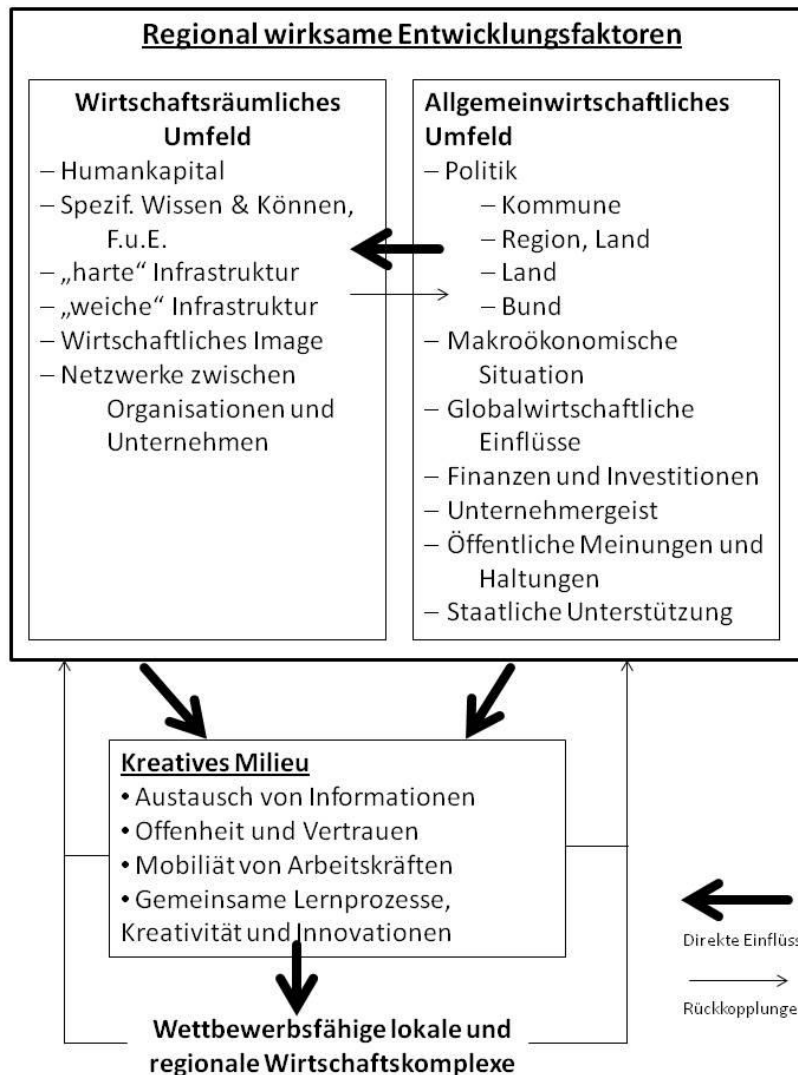 Regional wirksame Entwicklungsfaktoren
Wirtschaftsräumliches
Umfeld
– Humankapital
– Spezif. Wissen & Können,
F.u.E.
– „harte“ Infrastruktur
– „weiche“ Infrastruktur
– Wirtschaftliches Image
– Netzwerke zwischen
Organisationen und
Unternehmen
Allgemeinwirtschaftliches
Umfeld
– Politik
– Kommune
– Region, Land
– Land
– Bund
– Makroökonomische
Situation
– Globalwirtschaftliche
Einflüsse
– Finanzen und Investitionen
– Unternehmergeist
– Öffentliche Meinungen und
Haltungen
– Staatliche Unterstützung
Kreatives Milieu
• Austausch von Informationen
• Offenheit und Vertrauen
• Mobiliät von Arbeitskräften
• Gemeinsame Lernprozesse,
Kreativität und Innovationen
Wettbewerbsfähige lokale und
regionale Wirtschaftskomplexe
Direkte Einflüss
Rückkopplunge